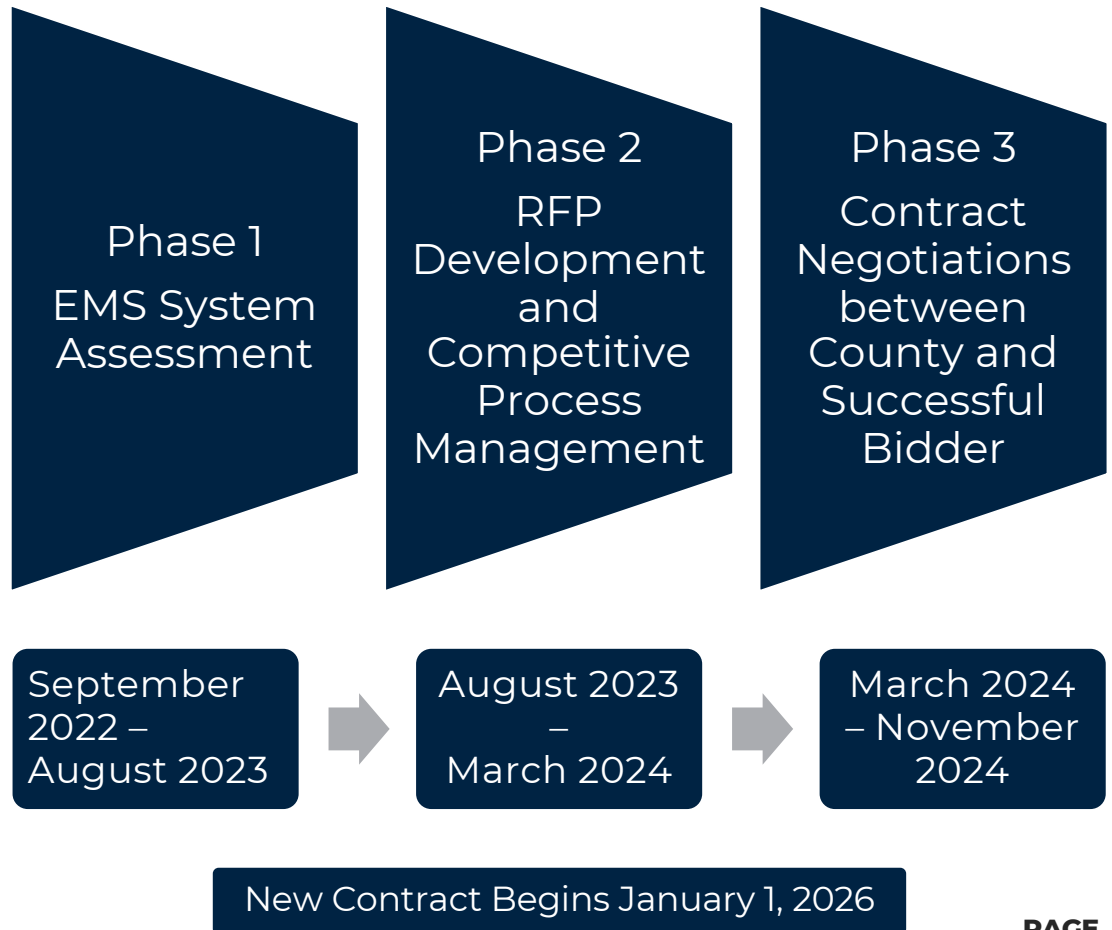 Phase 1
EMS System
Assessment
Phase 2
RFP
Development
and
Competitive
Process
Management
Phase 3
Contract
Negotiations
between
County and
Successful
Bidder
September
2022 –
August 2023
August 2023
–
March 2024
March 2024
– November
2024
New Contract Begins January 1, 2026
PAGE